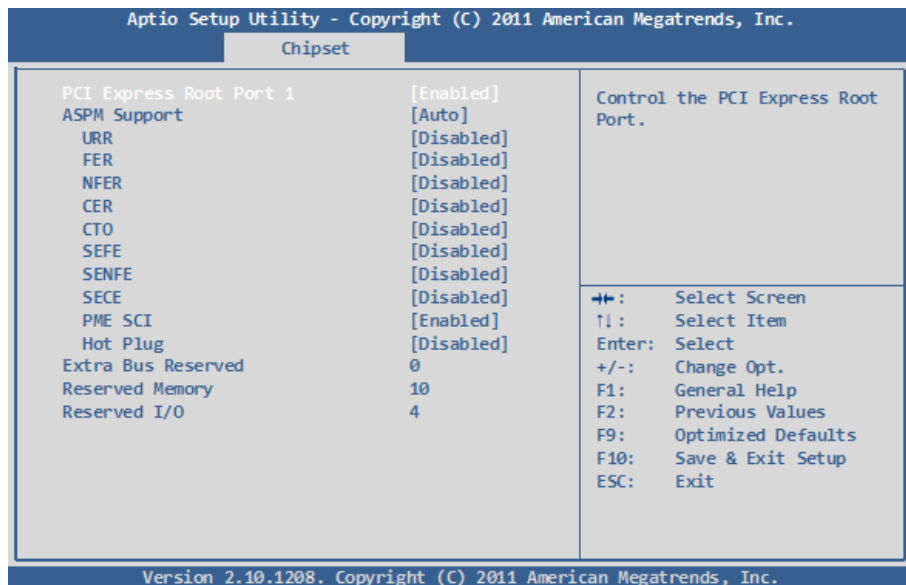 Aptio Setup Utility - Copyright (C) 2011 American Megatrends, Inc.
Chipset
PCI Express Root Port 1 [Enabled]
ASPM Support [Auto]
URR [Disabled]
FER [Disabled]
NFER [Disabled]
CER [Disabled]
CTO [Disabled]
SEFE [Disabled]
SENFE [Disabled]
SECE [Disabled]
PME SCI [Enabled]
Hot Plug [Disabled]
Extra Bus Reserved 0
Reserved Memory 10
Reserved I/O 4
Control the PCI Express Root
Port.
→←: Select Screen
↑↓: Select Item
Enter: Select
+/-: Change Opt.
F1: General Help
F2: Previous Values
F9: Optimized Defaults
F10: Save & Exit Setup
ESC: Exit
Version 2.10.1208. Copyright (C) 2011 American Megatrends, Inc.